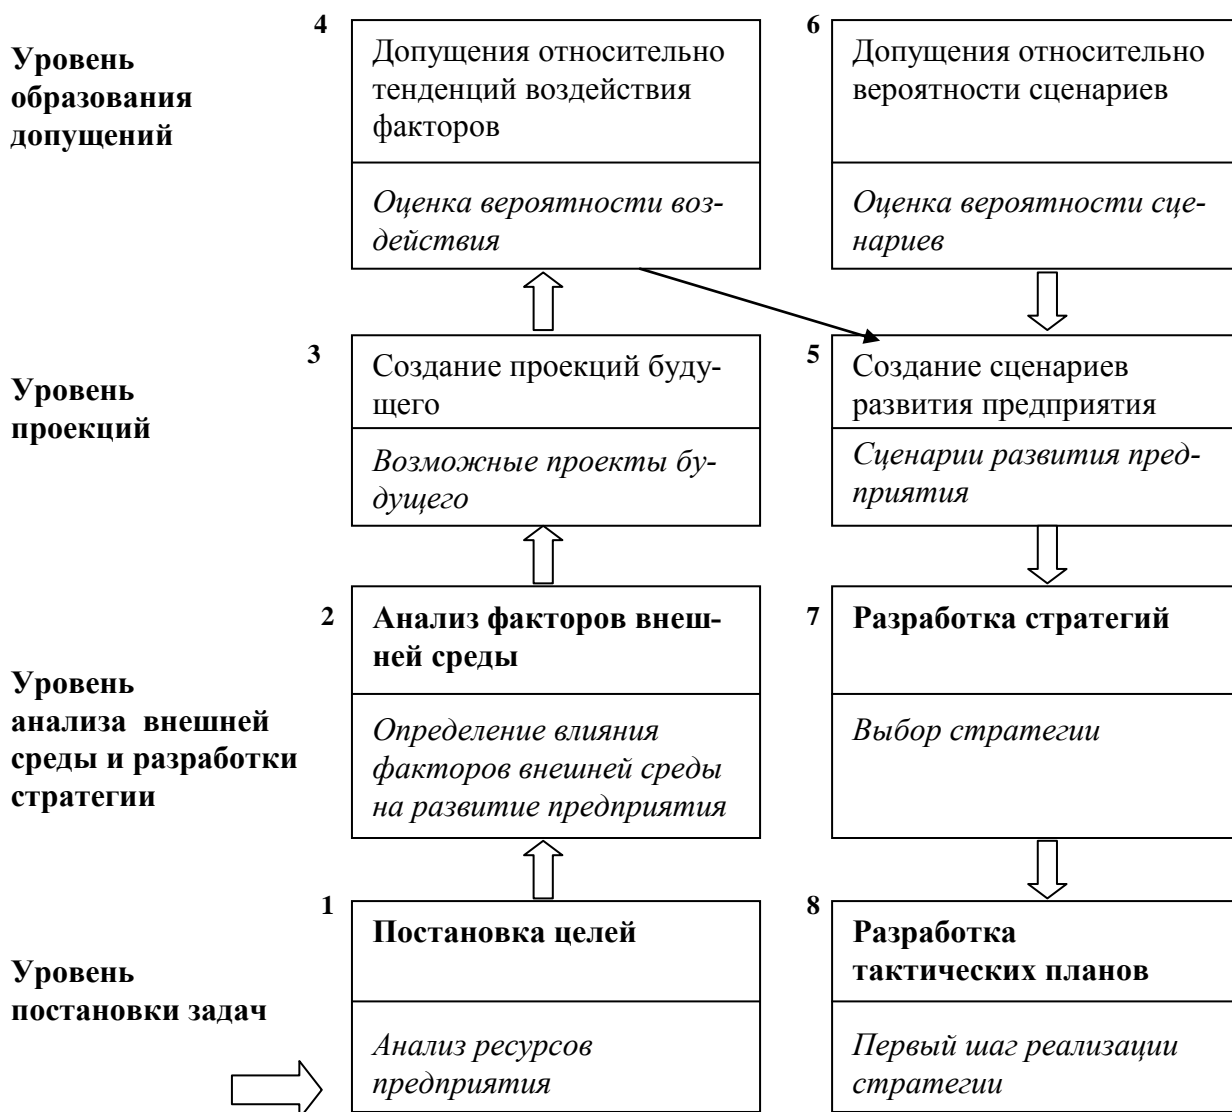 4
6
Уровень
образования
допущений
Допущения относительно
тенденций воздействия
факторов
Допущения относительно
вероятности сценариев
Оценка вероятности воз-
действия
Оценка вероятности сце-
нариев
3
5
Уровень
проекций
Создание проекций буду-
щего
Создание сценариев
развития предприятия
Возможные проекты бу-
дущего
Сценарии развития пред-
приятия
2
7
Уровень
анализа внешней
среды и разработки
стратегии
Анализ факторов внеш-
ней среды
Разработка стратегий
Определение влияния
факторов внешней среды
на развитие предприятия
Выбор стратегии
1
8
Уровень
постановки задач
Постановка целей
Разработка
тактических планов
Анализ ресурсов
предприятия
Первый шаг реализации
стратегии